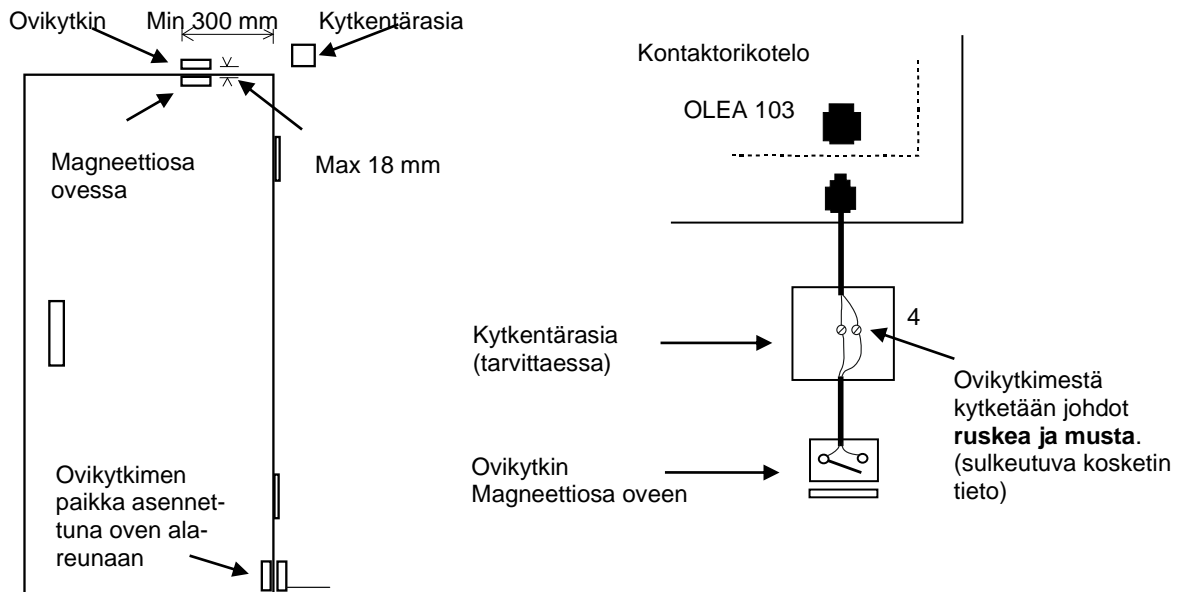 Ovikytkin
Min 300 mm
Kytkentärasia
Magneettiosa
ovessa
Max 18 mm
Ovikytkimen
paikka asennet-
tuna oven ala-
reunaan
Kontaktorikotelo
OLEA 103
4
Kytkentärasia
(tarvittaessa)
Ovikytkimestä
kytketään johdot
ruskea ja musta.
(sulkeutuva kosketin
tieto)
Ovikytkin
Magneettiosa oveen